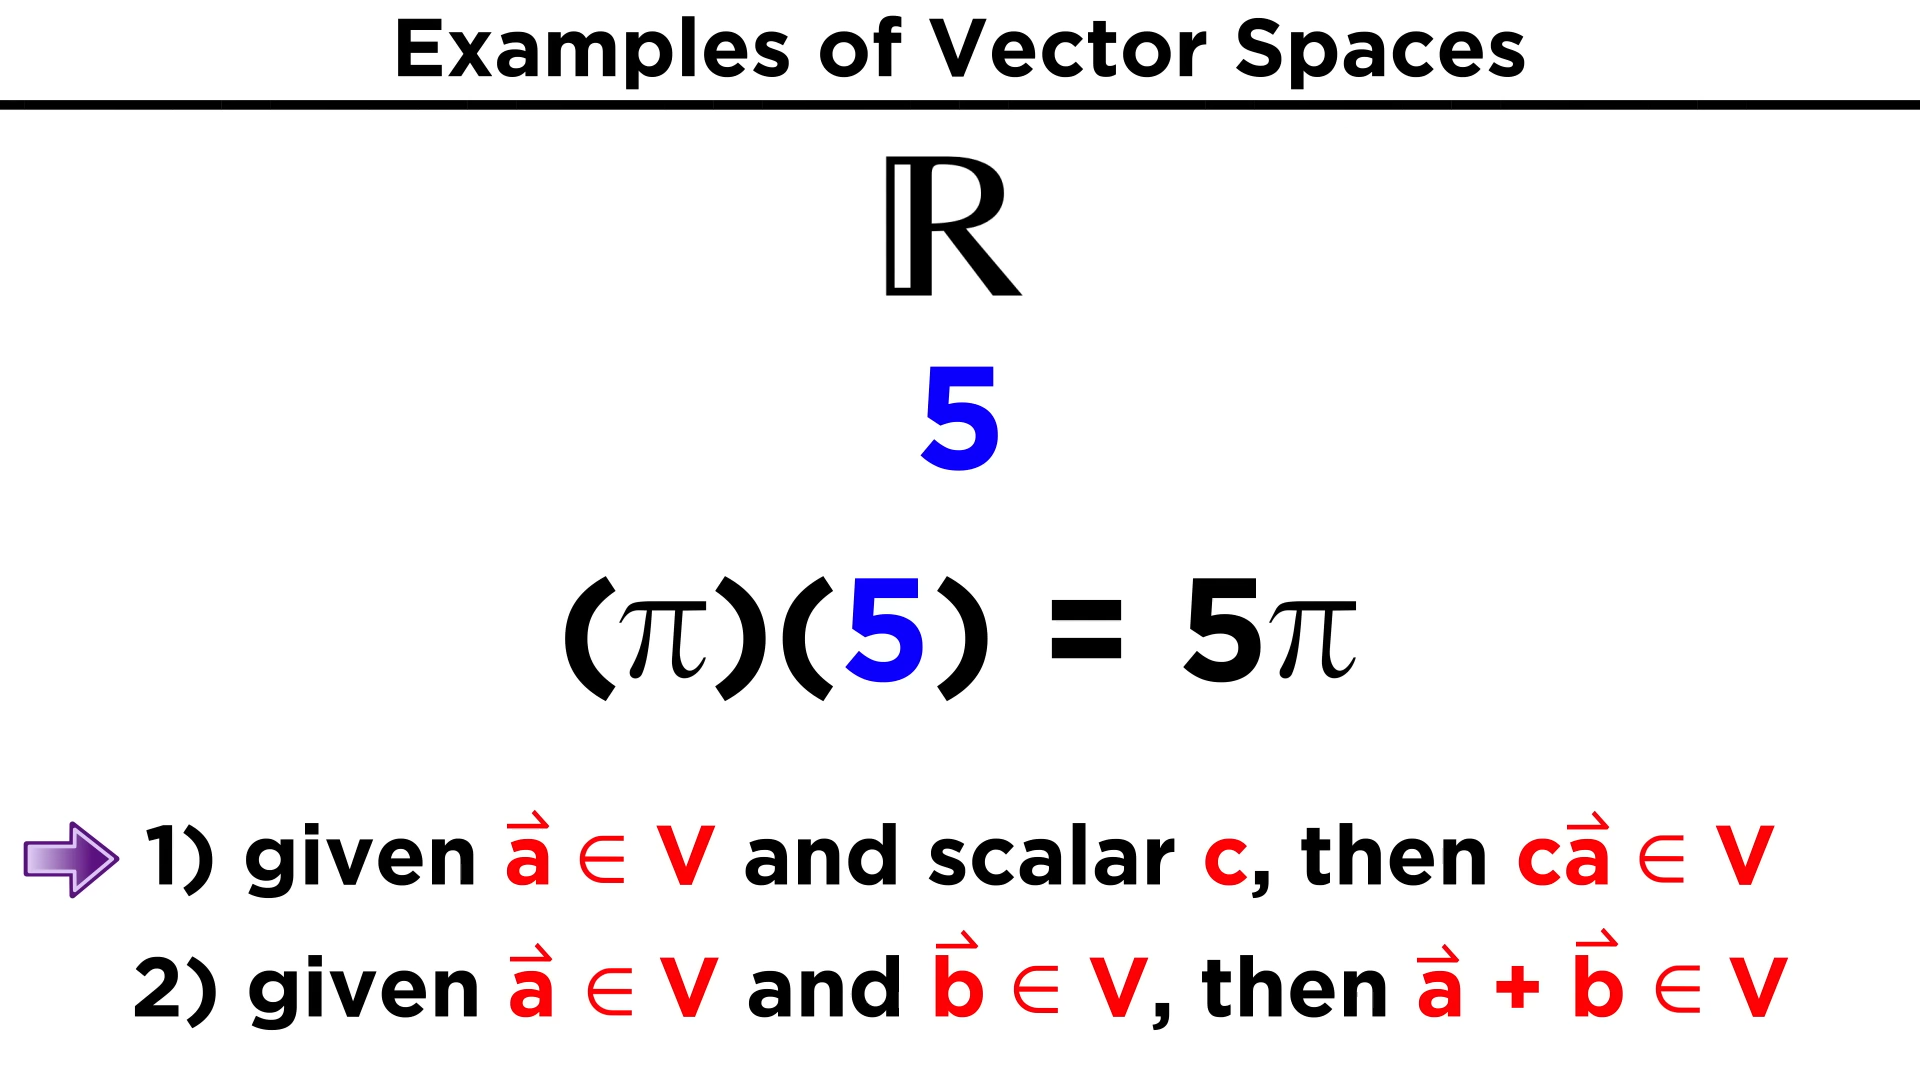 Examples of Vector Spaces
ℝ
5
(π)(5) = 5π
1) given a⃗ ∈ V and scalar c, then ca⃗ ∈ V
2) given a⃗ ∈ V and b⃗ ∈ V, then a⃗ + b⃗ ∈ V